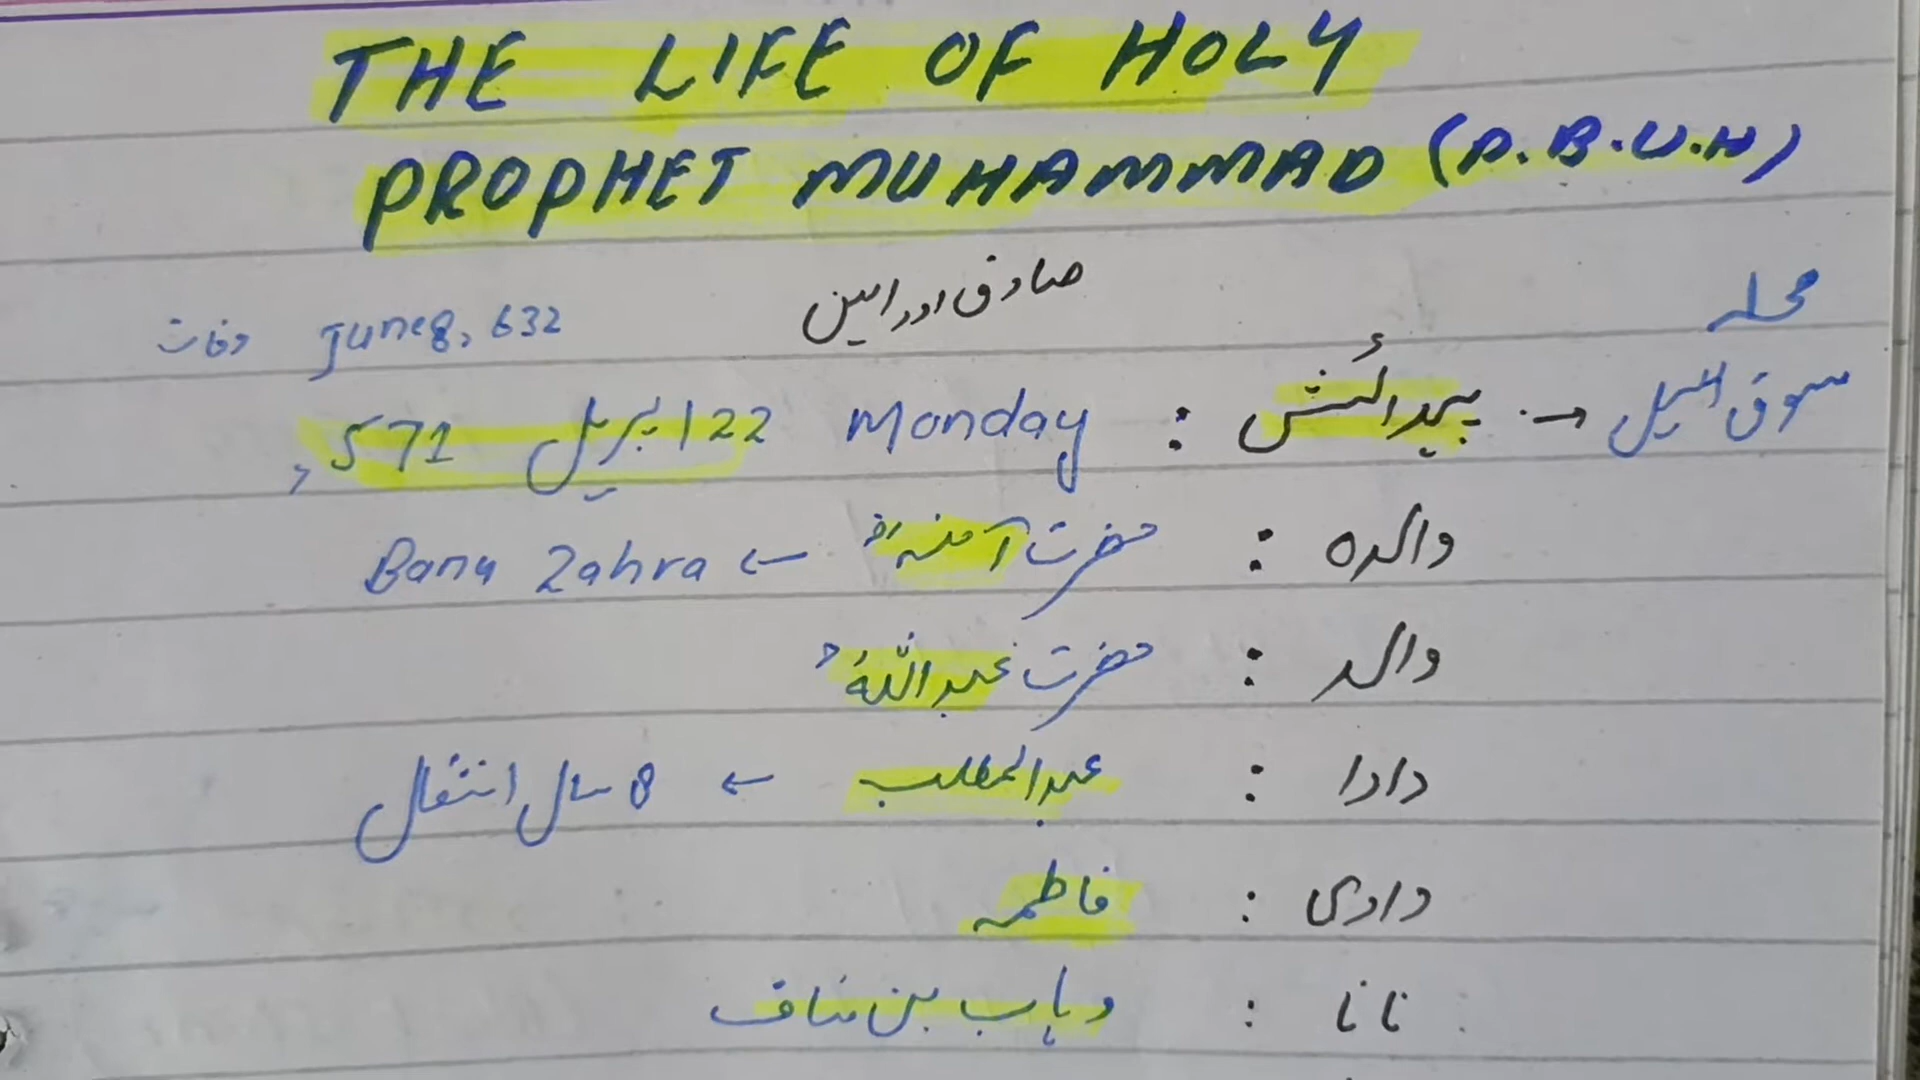 THE LIFE OF HOLY
PROPHET MUHAMMAD (P.B.U.H)
صادق اور امین
محلہ
وفات June 8, 632
سوق اللیل → پیدائش : Monday 22 اپریل 571ء
والدہ : حضرت آمنہؓ ← Banu Zahra
والد : حضرت عبداللہؓ
دادا : عبدالمطلب ← 8 سال انتقال
دادی : فاطمہ
نانا : وہاب بن مناف